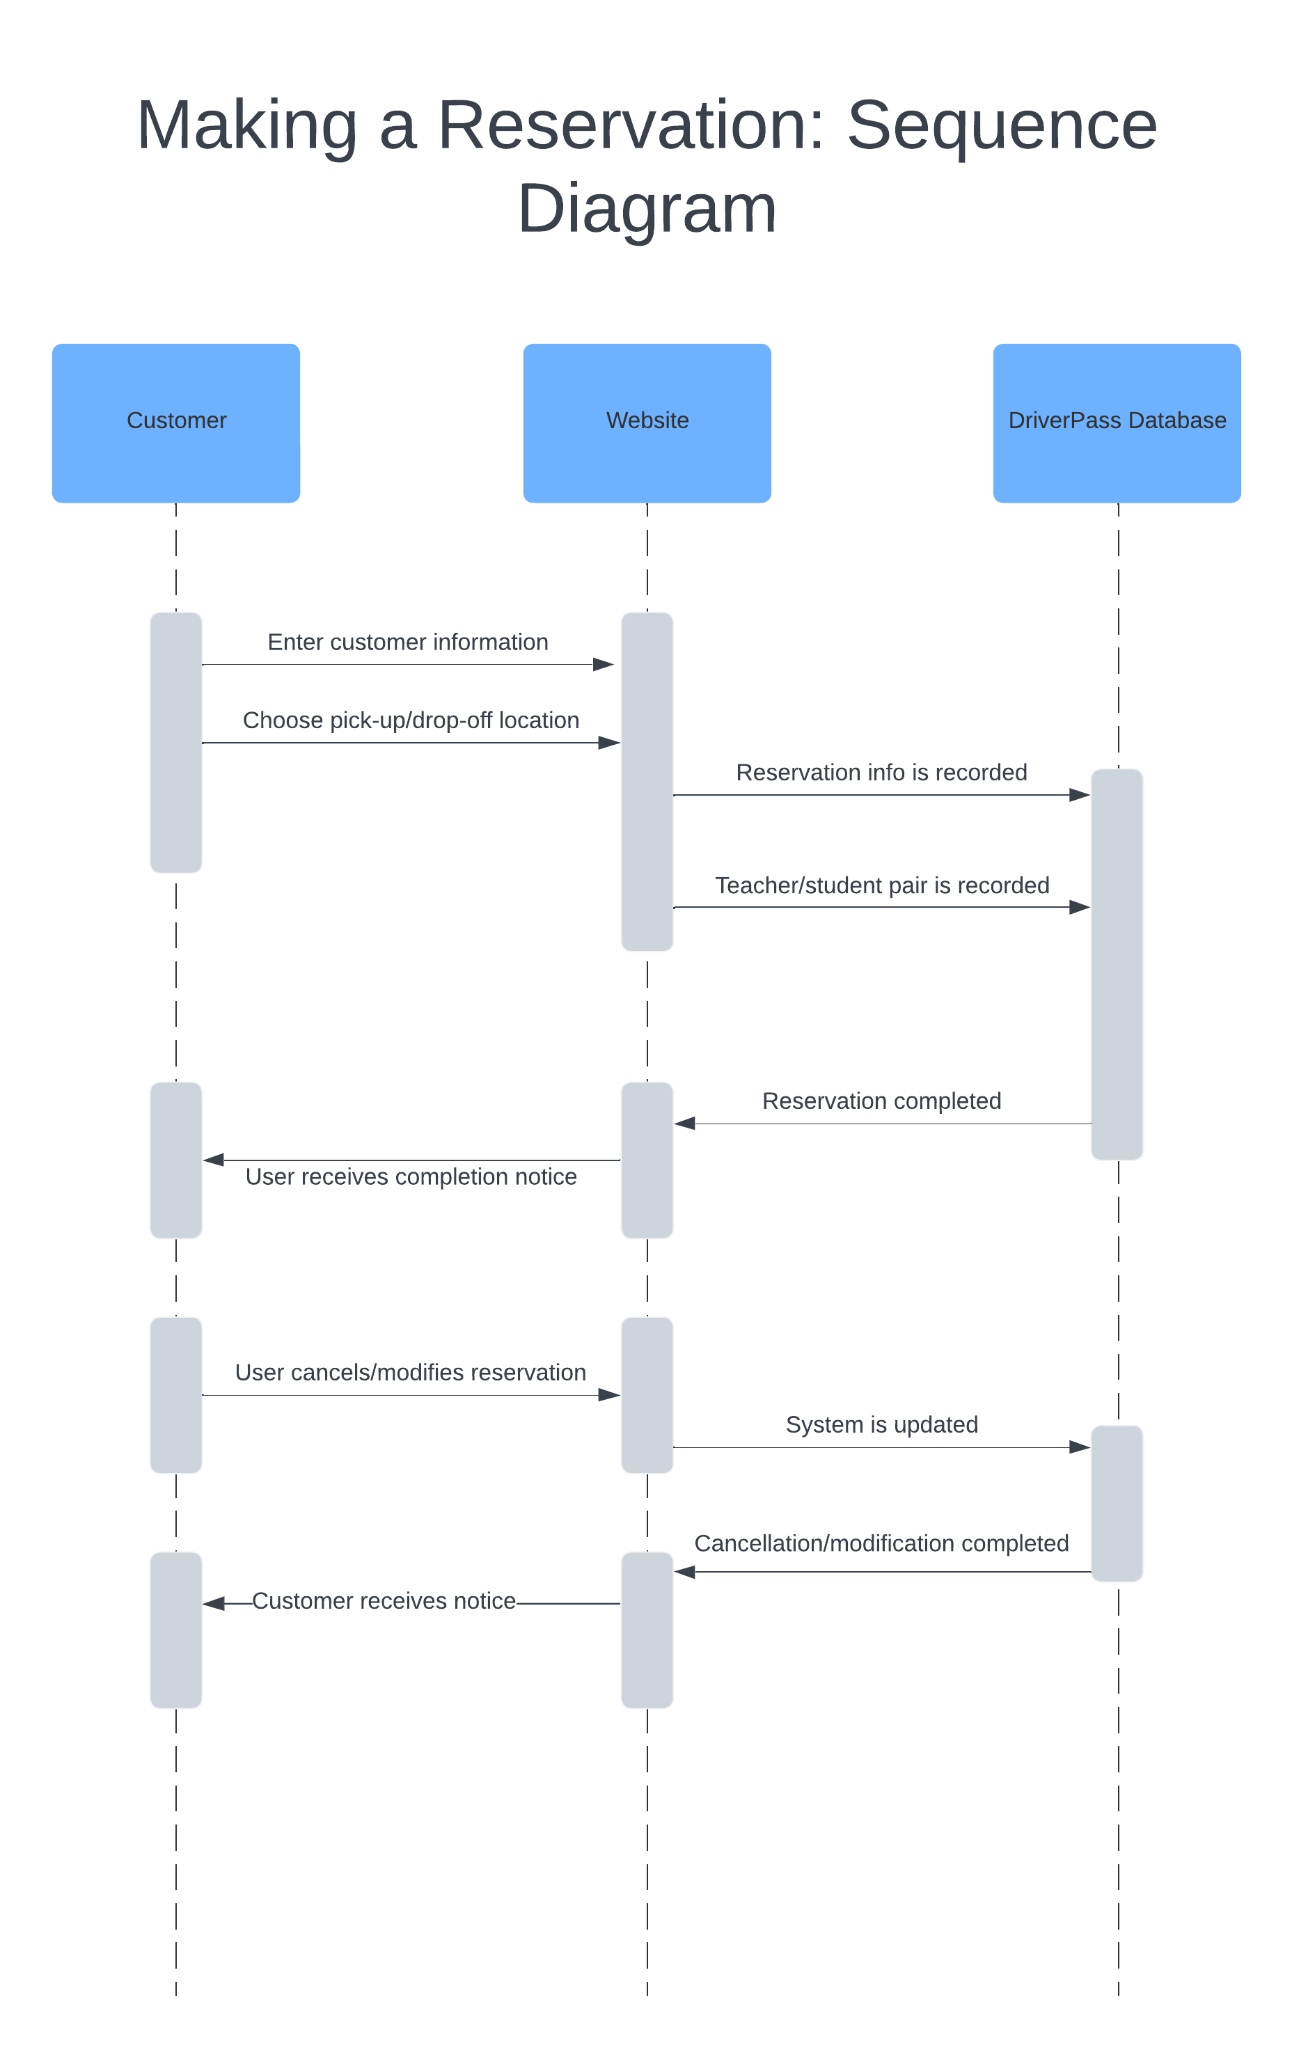 Making a Reservation: Sequence
Diagram
Customer
Website
DriverPass Database
Enter customer information
Choose pick-up/drop-off location
Reservation info is recorded
Teacher/student pair is recorded
Reservation completed
User receives completion notice
User cancels/modifies reservation
System is updated
Cancellation/modification completed
Customer receives notice